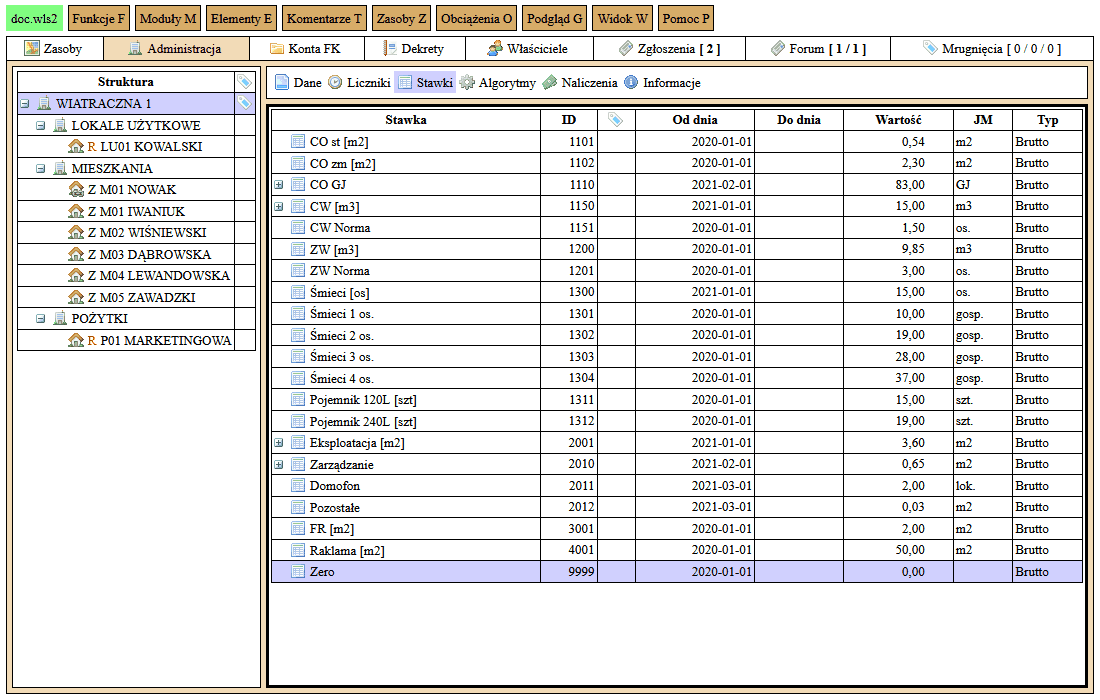 doc.wls2 Funkcje F Moduły M Elementy E Komentarze T Zasoby Z Obciążenia O Podgląd G Widok W Pomoc P
Zasoby Administracja Konta FK Dekrety Właściciele Zgłoszenia [ 2 ] Forum [ 1 / 1 ] Mrugnięcia [ 0 / 0 / 0 ]
Struktura
WIATRACZNA 1
LOKALE UŻYTKOWE
R LU01 KOWALSKI
MIESZKANIA
Z M01 NOWAK
Z M01 IWANIUK
Z M02 WIŚNIEWSKI
Z M03 DĄBROWSKA
Z M04 LEWANDOWSKA
Z M05 ZAWADZKI
POŻYTKI
R P01 MARKETINGOWA
Dane Liczniki Stawki Algorytmy Naliczenia Informacje
Stawka ID Od dnia Do dnia Wartość JM Typ
CO st [m2] 1101 2020-01-01 0,54 m2 Brutto
CO zm [m2] 1102 2020-01-01 2,30 m2 Brutto
CO GJ 1110 2021-02-01 83,00 GJ Brutto
CW [m3] 1150 2021-01-01 15,00 m3 Brutto
CW Norma 1151 2020-01-01 1,50 os. Brutto
ZW [m3] 1200 2020-01-01 9,85 m3 Brutto
ZW Norma 1201 2020-01-01 3,00 os. Brutto
Śmieci [os] 1300 2021-01-01 15,00 os. Brutto
Śmieci 1 os. 1301 2020-01-01 10,00 gosp. Brutto
Śmieci 2 os. 1302 2020-01-01 19,00 gosp. Brutto
Śmieci 3 os. 1303 2020-01-01 28,00 gosp. Brutto
Śmieci 4 os. 1304 2020-01-01 37,00 gosp. Brutto
Pojemnik 120L [szt] 1311 2020-01-01 15,00 szt. Brutto
Pojemnik 240L [szt] 1312 2020-01-01 19,00 szt. Brutto
Eksploatacja [m2] 2001 2021-01-01 3,60 m2 Brutto
Zarządzanie 2010 2021-02-01 0,65 m2 Brutto
Domofon 2011 2021-03-01 2,00 lok. Brutto
Pozostałe 2012 2021-03-01 0,03 m2 Brutto
FR [m2] 3001 2020-01-01 2,00 m2 Brutto
Raklama [m2] 4001 2020-01-01 50,00 m2 Brutto
Zero 9999 2020-01-01 0,00 Brutto